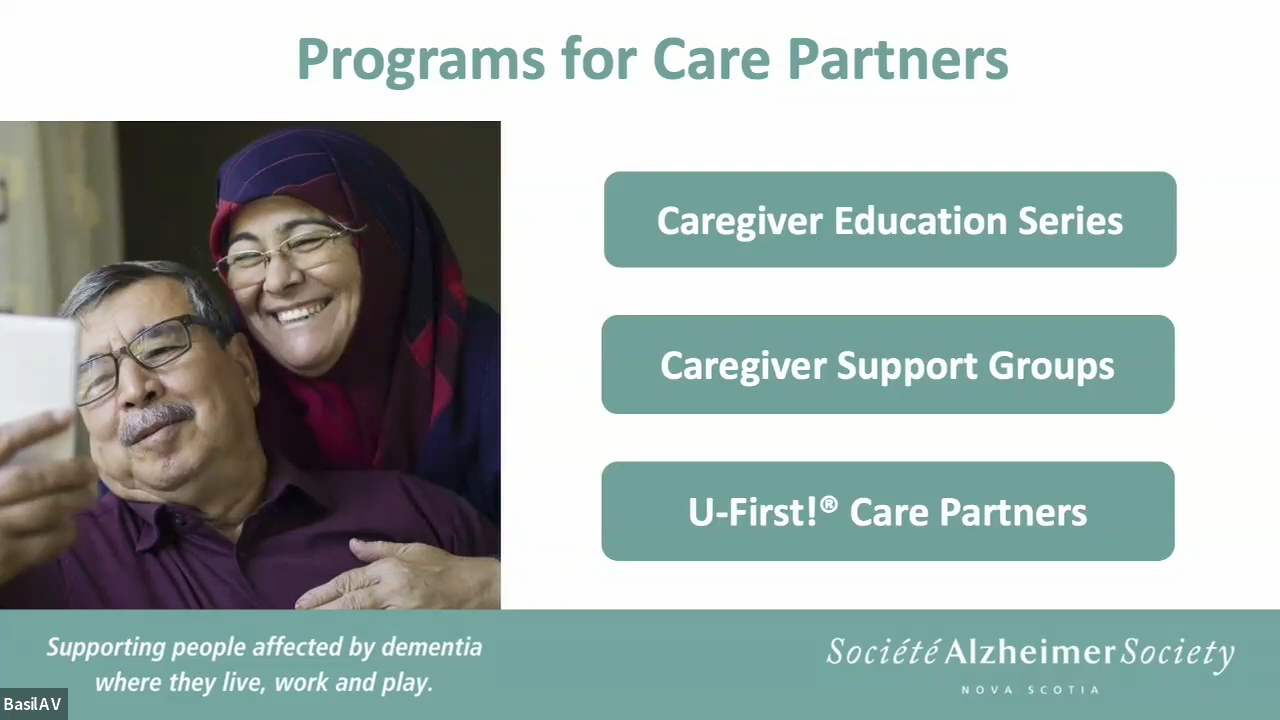 Programs for Care Partners
Caregiver Education Series
Caregiver Support Groups
U-First!® Care Partners
Supporting people affected by dementia
where they live, work and play.
Société Alzheimer Society
NOVA SCOTIA
BasilAV